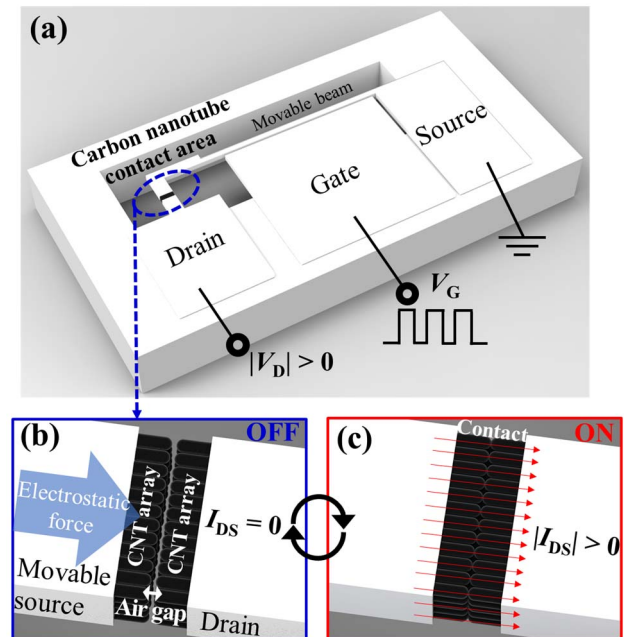 (a)
Carbon nanotube
contact area
Movable beam
Source
Gate
Drain
V_G
|V_D| > 0
(b)
OFF
Electrostatic
force
CNT array
CNT array
I_DS = 0
Movable
source
Air gap
Drain
(c)
Contact
ON
|I_DS| > 0